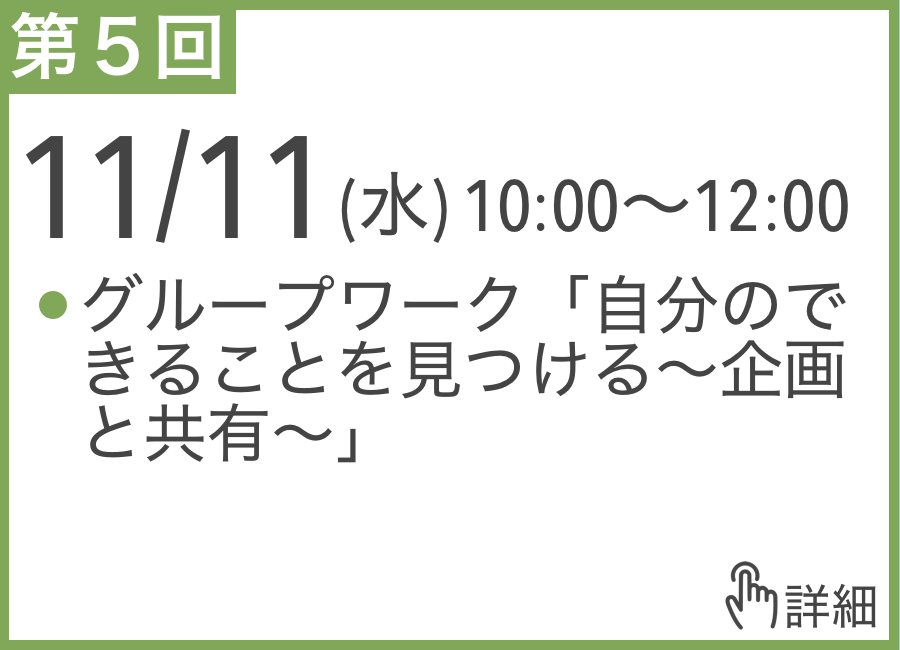 第5回
11/11(水) 10:00〜12:00
●グループワーク「自分ので
きることを見つける〜企画
と共有〜」
詳細